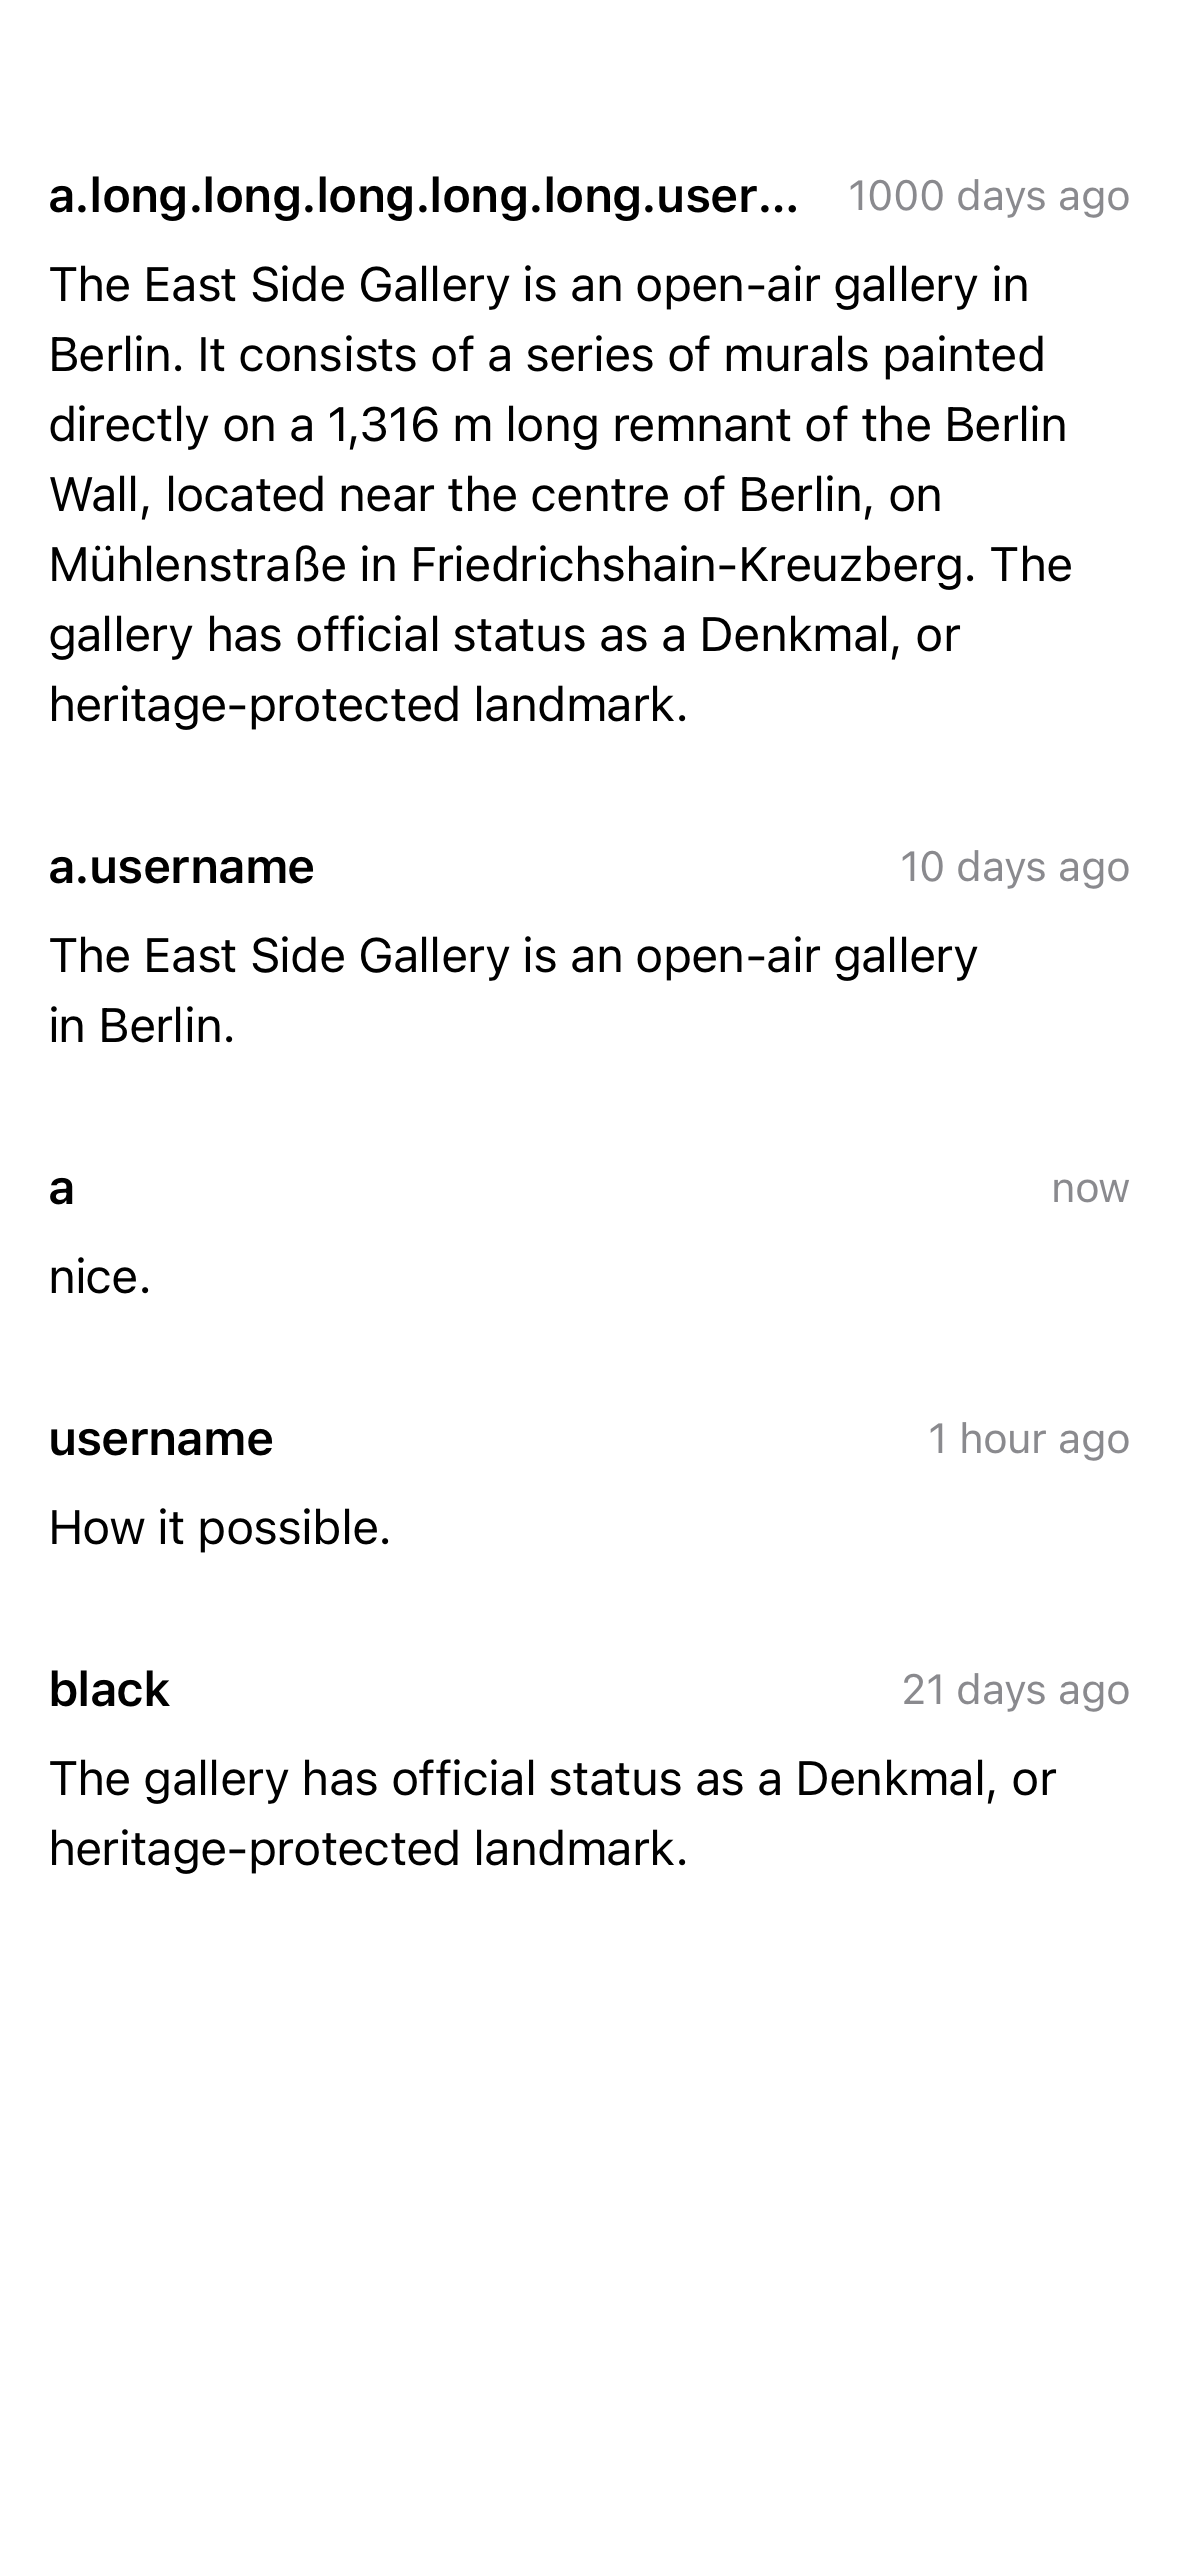 a.long.long.long.long.long.user... 1000 days ago
The East Side Gallery is an open-air gallery in
Berlin. It consists of a series of murals painted
directly on a 1,316 m long remnant of the Berlin
Wall, located near the centre of Berlin, on
Mühlenstraße in Friedrichshain-Kreuzberg. The
gallery has official status as a Denkmal, or
heritage-protected landmark.
a.username 10 days ago
The East Side Gallery is an open-air gallery
in Berlin.
a now
nice.
username 1 hour ago
How it possible.
black 21 days ago
The gallery has official status as a Denkmal, or
heritage-protected landmark.